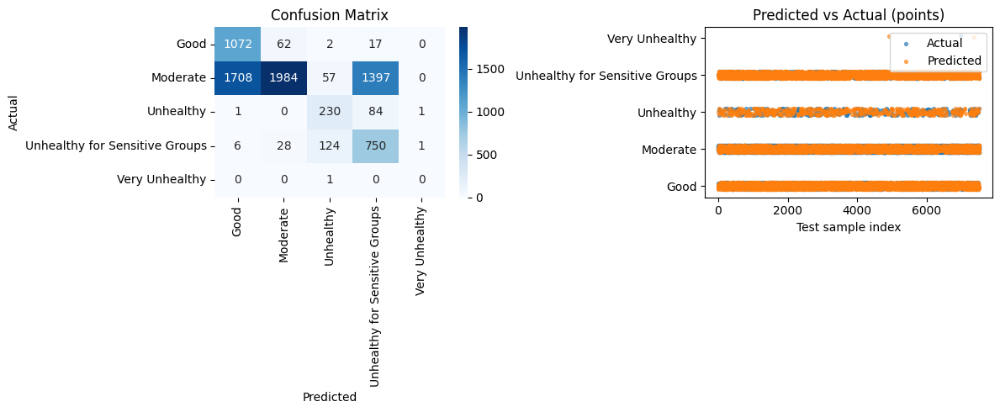 Confusion Matrix
Actual
Good 1072 62 2 17 0
Moderate 1708 1984 57 1397 0
Unhealthy 1 0 230 84 1
Unhealthy for Sensitive Groups 6 28 124 750 1
Very Unhealthy 0 0 1 0 0
Good
Moderate
Unhealthy
Unhealthy for Sensitive Groups
Very Unhealthy
Predicted
1500
1000
500
0
Predicted vs Actual (points)
Very Unhealthy
Unhealthy for Sensitive Groups
Unhealthy
Moderate
Good
Actual
Predicted
0 2000 4000 6000
Test sample index